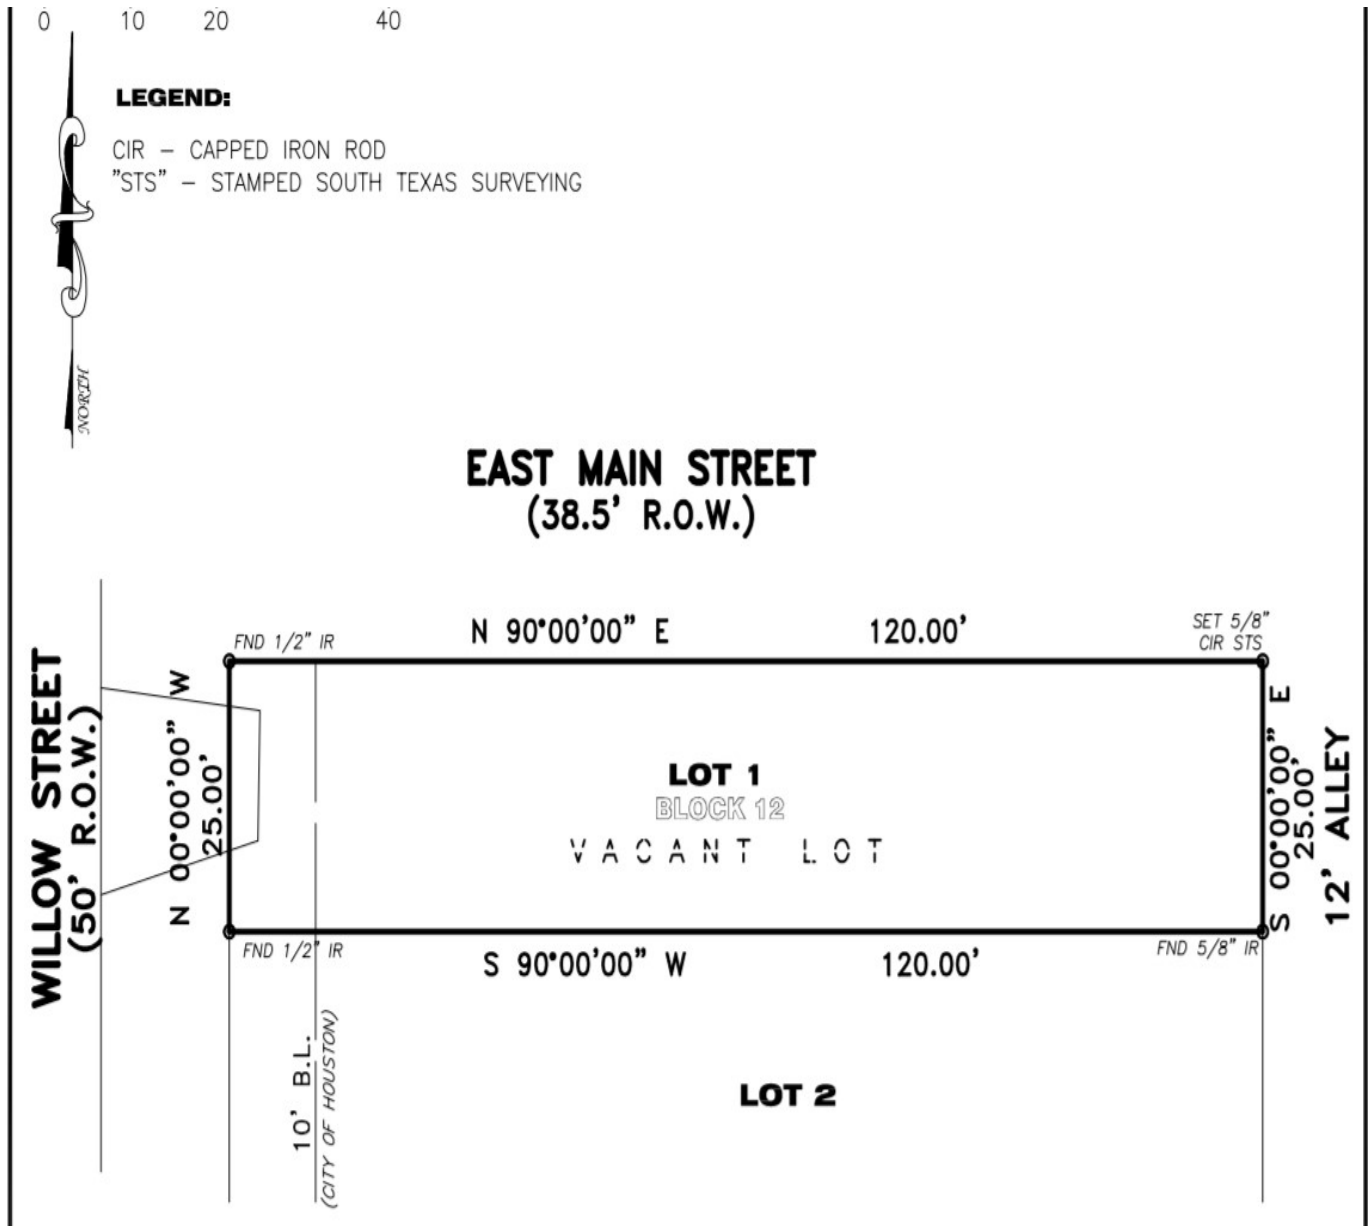 0 10 20 40
LEGEND:
CIR – CAPPED IRON ROD
"STS" – STAMPED SOUTH TEXAS SURVEYING
NORTH
EAST MAIN STREET
(38.5' R.O.W.)
FND 1/2" IR
N 90°00'00" E 120.00'
SET 5/8"
CIR STS
WILLOW STREET
(50' R.O.W.)
N 00°00'00" W
25.00'
LOT 1
BLOCK 12
VACANT LOT
S 00°00'00" E
25.00'
12' ALLEY
FND 1/2" IR
S 90°00'00" W 120.00'
FND 5/8" IR
10' B.L.
(CITY OF HOUSTON)
LOT 2